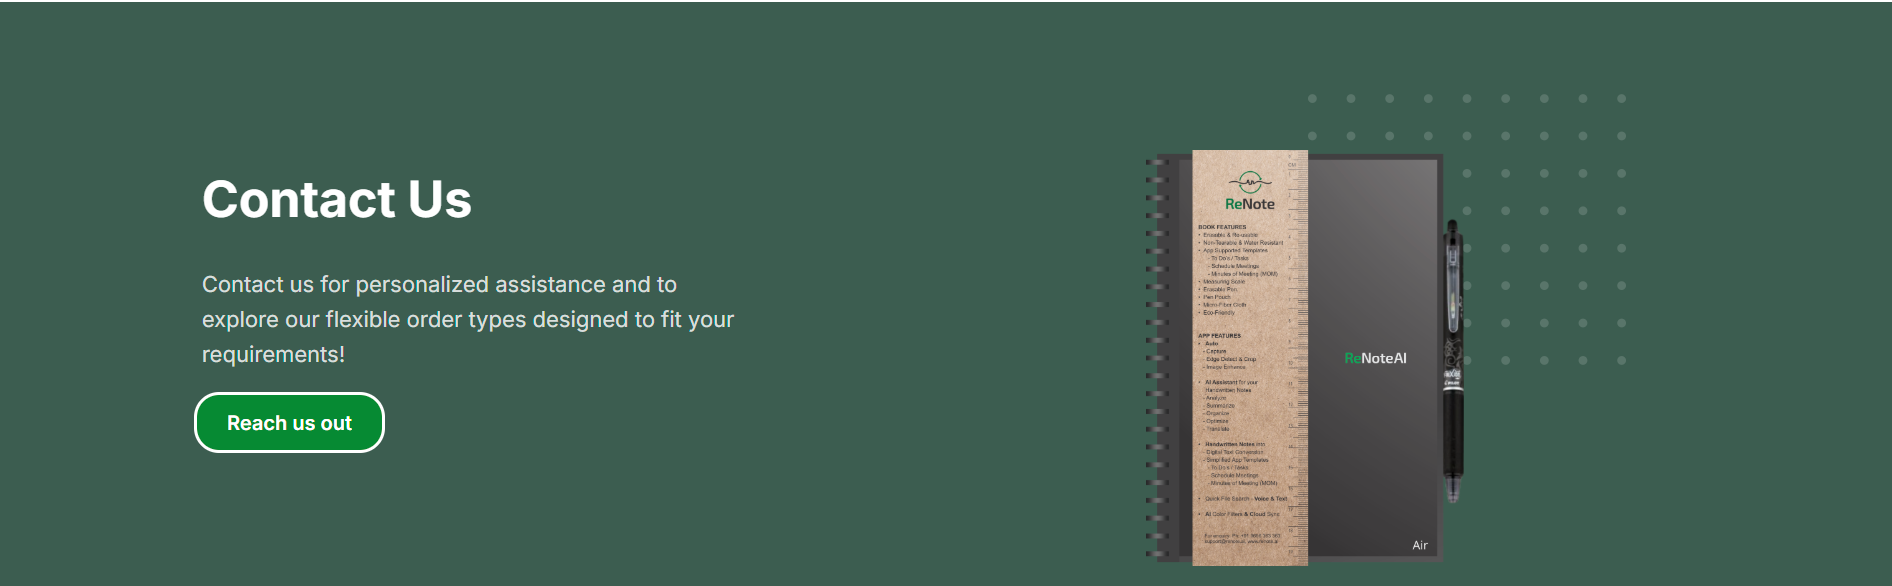 Contact Us
Contact us for personalized assistance and to
explore our flexible order types designed to fit your
requirements!
Reach us out
ReNote
BOOK FEATURES
• Erasable & Re-usable
• Non-Tearable & Water Resistant
• App Supported Templates
- To Do's / Tasks
- Schedule Meetings
- Minutes of Meeting (MOM)
• Measuring Scale
• Erasable Pen
• Pen Pouch
• Micro-Fiber Cloth
• Eco-Friendly
APP FEATURES
• Auto
- Capture
- Edge Detect & Crop
- Image Enhance
• AI Assistant for your
Handwritten Notes
- Analyze
- Summarize
- Organize
- Optimize
- Translate
• Handwritten Notes into
- Digital Text Conversion
- Simplified App Templates
- To Do's / Tasks
- Schedule Meetings
- Minutes of Meeting (MOM)
• Quick File Search - Voice & Text
• AI Color Filters & Cloud Sync
ReNoteAI
Air